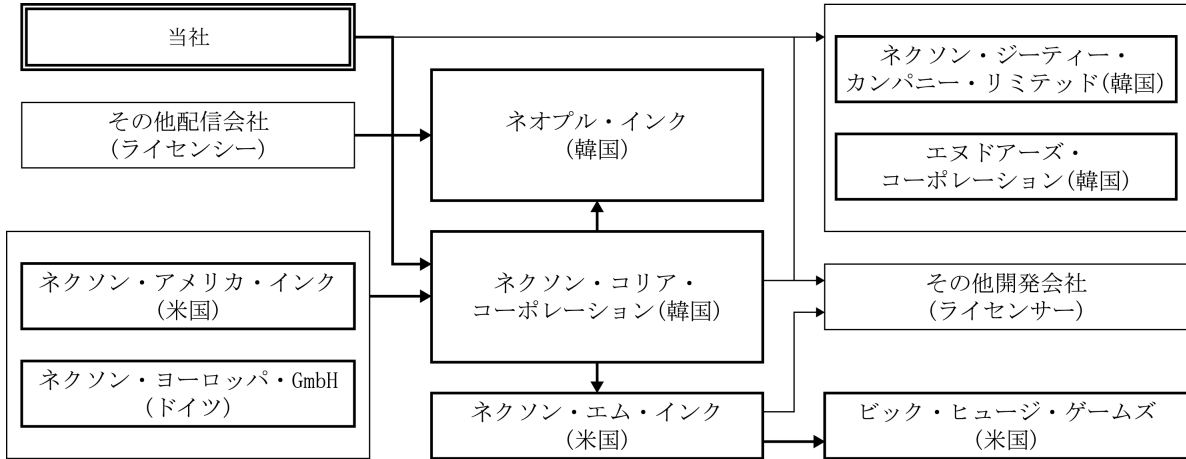 当社
その他配信会社
(ライセンシー)
ネクソン・アメリカ・インク
(米国)
ネクソン・ヨーロッパ・GmbH
(ドイツ)
ネオプル・インク
(韓国)
ネクソン・コリア・
コーポレーション(韓国)
ネクソン・エム・インク
(米国)
ネクソン・ジーティー・
カンパニー・リミテッド(韓国)
エヌドアーズ・
コーポレーション(韓国)
その他開発会社
(ライセンサー)
ビック・ヒュージ・ゲームズ
(米国)